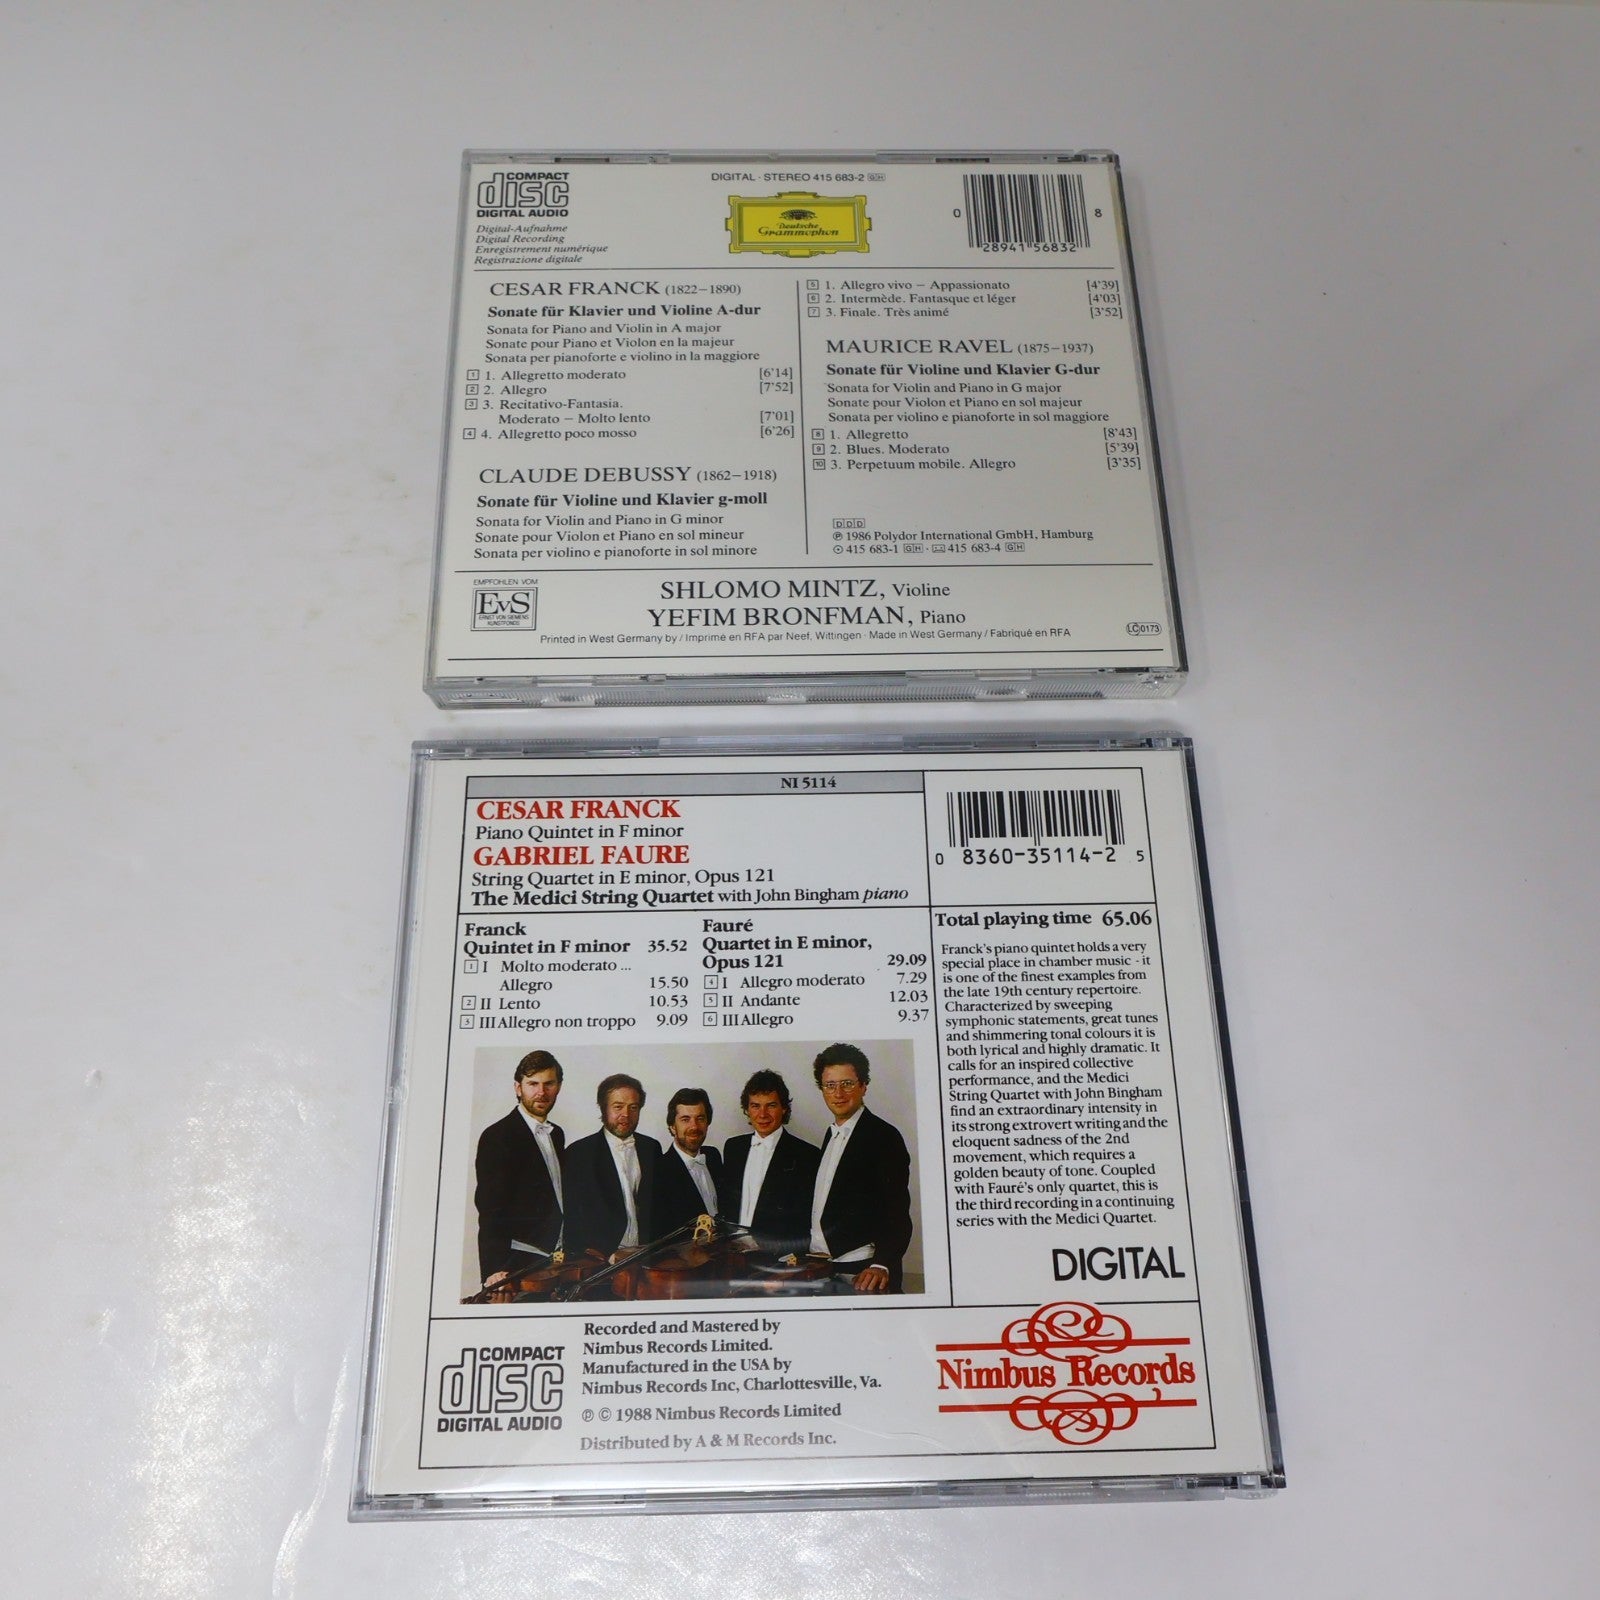 COMPACT
disc
DIGITAL AUDIO
Digital-Aufnahme
Digital Recording
Enregistrement numérique
Registrazione digitale
DIGITAL · STEREO 415 683-2 GH
Deutsche
Grammophon
0 28941 56832 8
CESAR FRANCK (1822–1890)
Sonate für Klavier und Violine A-dur
Sonata for Piano and Violin in A major
Sonate pour Piano et Violon en la majeur
Sonata per pianoforte e violino in la maggiore
1 1. Allegretto moderato [6'14]
2 2. Allegro [7'52]
3 3. Recitativo-Fantasia.
Moderato – Molto lento [7'01]
4 4. Allegretto poco mosso [6'26]
CLAUDE DEBUSSY (1862–1918)
Sonate für Violine und Klavier g-moll
Sonata for Violin and Piano in G minor
Sonate pour Violon et Piano en sol mineur
Sonata per violino e pianoforte in sol minore
5 1. Allegro vivo – Appassionato [4'39]
6 2. Intermède. Fantasque et léger [4'03]
7 3. Finale. Très animé [3'52]
MAURICE RAVEL (1875–1937)
Sonate für Violine und Klavier G-dur
Sonata for Violin and Piano in G major
Sonate pour Violon et Piano en sol majeur
Sonata per violino e pianoforte in sol maggiore
8 1. Allegretto [8'43]
9 2. Blues. Moderato [5'39]
10 3. Perpetuum mobile. Allegro [3'35]
DDD
℗ 1986 Polydor International GmbH, Hamburg
415 683-1 GH · 415 683-4 GH
EMPFOHLEN VOM
EvS
ERNST VON SIEMENS
KUNSTFONDS
SHLOMO MINTZ, Violine
YEFIM BRONFMAN, Piano
Printed in West Germany by / Imprimé en RFA par Neef, Wittingen · Made in West Germany / Fabriqué en RFA
LC 0173
NI 5114
CESAR FRANCK
Piano Quintet in F minor
GABRIEL FAURE
String Quartet in E minor, Opus 121
The Medici String Quartet with John Bingham piano
0 8360-35114-2 5
Franck
Quintet in F minor 35.52
1 I Molto moderato ...
Allegro 15.50
2 II Lento 10.53
3 III Allegro non troppo 9.09
Fauré
Quartet in E minor,
Opus 121 29.09
4 I Allegro moderato 7.29
5 II Andante 12.03
6 III Allegro 9.37
Total playing time 65.06
Franck's piano quintet holds a very
special place in chamber music - it
is one of the finest examples from
the late 19th century repertoire.
Characterized by sweeping
symphonic statements, great tunes
and shimmering tonal colours it is
both lyrical and highly dramatic. It
calls for an inspired collective
performance, and the Medici
String Quartet with John Bingham
find an extraordinary intensity in
its strong extrovert writing and the
eloquent sadness of the 2nd
movement, which requires a
golden beauty of tone. Coupled
with Fauré's only quartet, this is
the third recording in a continuing
series with the Medici Quartet.
DIGITAL
COMPACT
disc
DIGITAL AUDIO
Recorded and Mastered by
Nimbus Records Limited.
Manufactured in the USA by
Nimbus Records Inc, Charlottesville, Va.
℗ © 1988 Nimbus Records Limited
Distributed by A & M Records Inc.
Nimbus Records